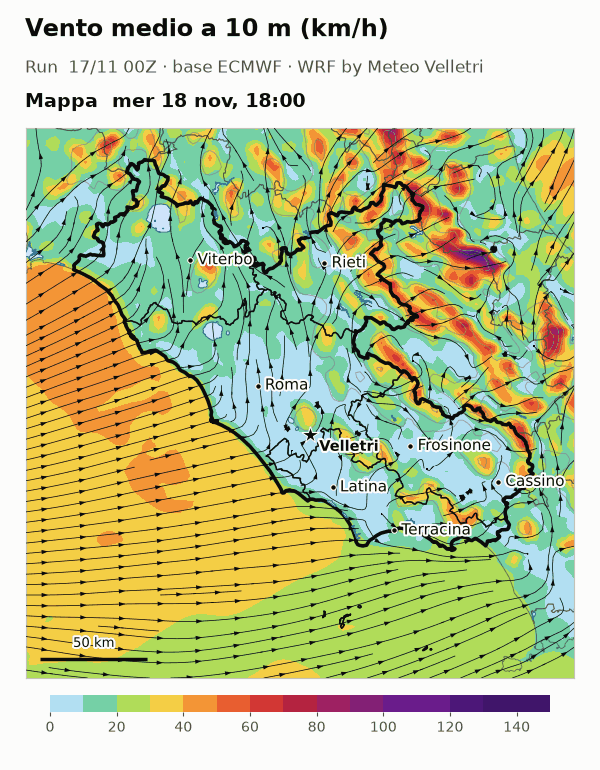 Vento medio a 10 m (km/h)
Run 17/11 00Z · base ECMWF · WRF by Meteo Velletri
Mappa mer 18 nov, 18:00
Viterbo
Rieti
Roma
Velletri
Frosinone
Latina
Cassino
Terracina
50 km
0 20 40 60 80 100 120 140